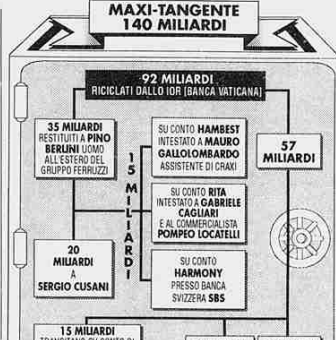 MAXI-TANGENTE
140 MILIARDI
92 MILIARDI
RICICLATI DALLO IOR [BANCA VATICANA]
35 MILIARDI
RESTITUITI A PINO
BERLINI UOMO
ALL'ESTERO DEL
GRUPPO FERRUZZI
20
MILIARDI
A
SERGIO CUSANI
15 MILIARDI
SU CONTO HAMBEST
INTESTATO A MAURO
GALLOLOMBARDO
ASSISTENTE DI CRAXI
SU CONTO RITA
INTESTATO A GABRIELE
CAGLIARI
E AL COMMERCIALISTA
POMPEO LOCATELLI
SU CONTO
HARMONY
PRESSO BANCA
SVIZZERA SBS
57
MILIARDI
15 MILIARDI